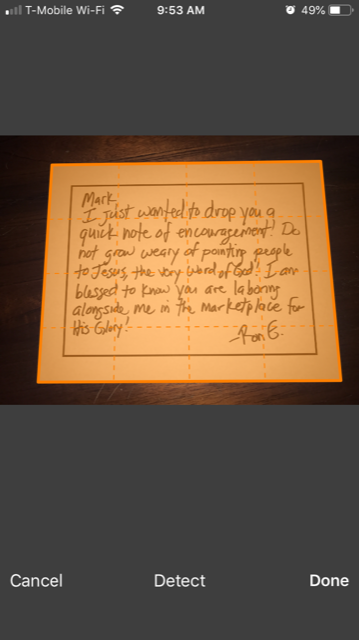 T-Mobile Wi-Fi 9:53 AM 49%
Mark
I just wanted to drop you a
quick note of encouragement! Do
not grow weary of pointing people
to Jesus, the very word of God! I am
blessed to know you are laboring
alongside me in the marketplace for
His Glory!
-Ron E.
Cancel Detect Done